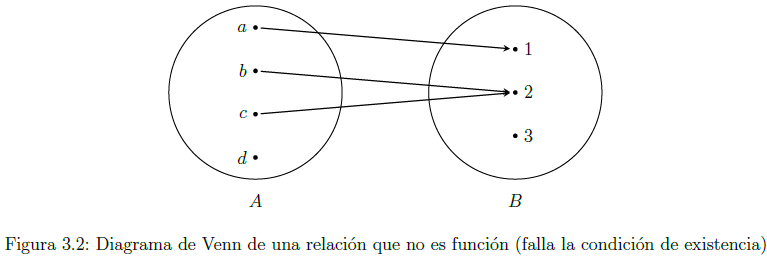 a
1
b
2
c
3
d
A
B
Figura 3.2: Diagrama de Venn de una relación que no es función (falla la condición de existencia)